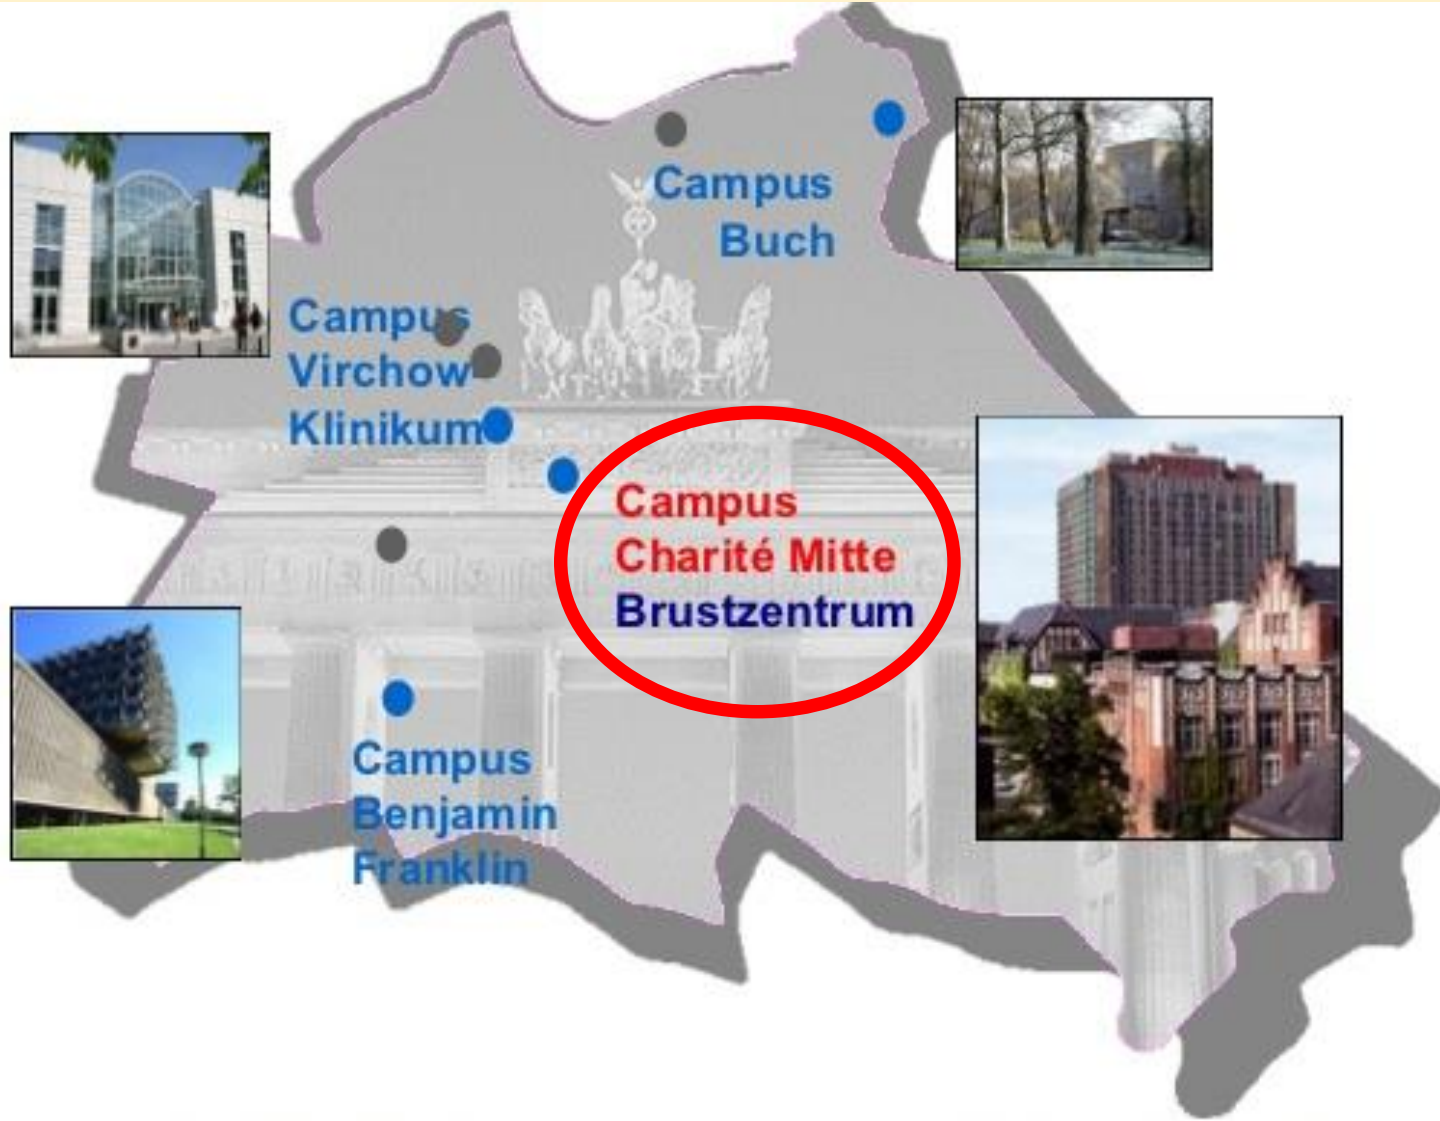 Campus
Buch
Campus
Virchow
Klinikum
Campus
Charité Mitte
Brustzentrum
Campus
Benjamin
Franklin